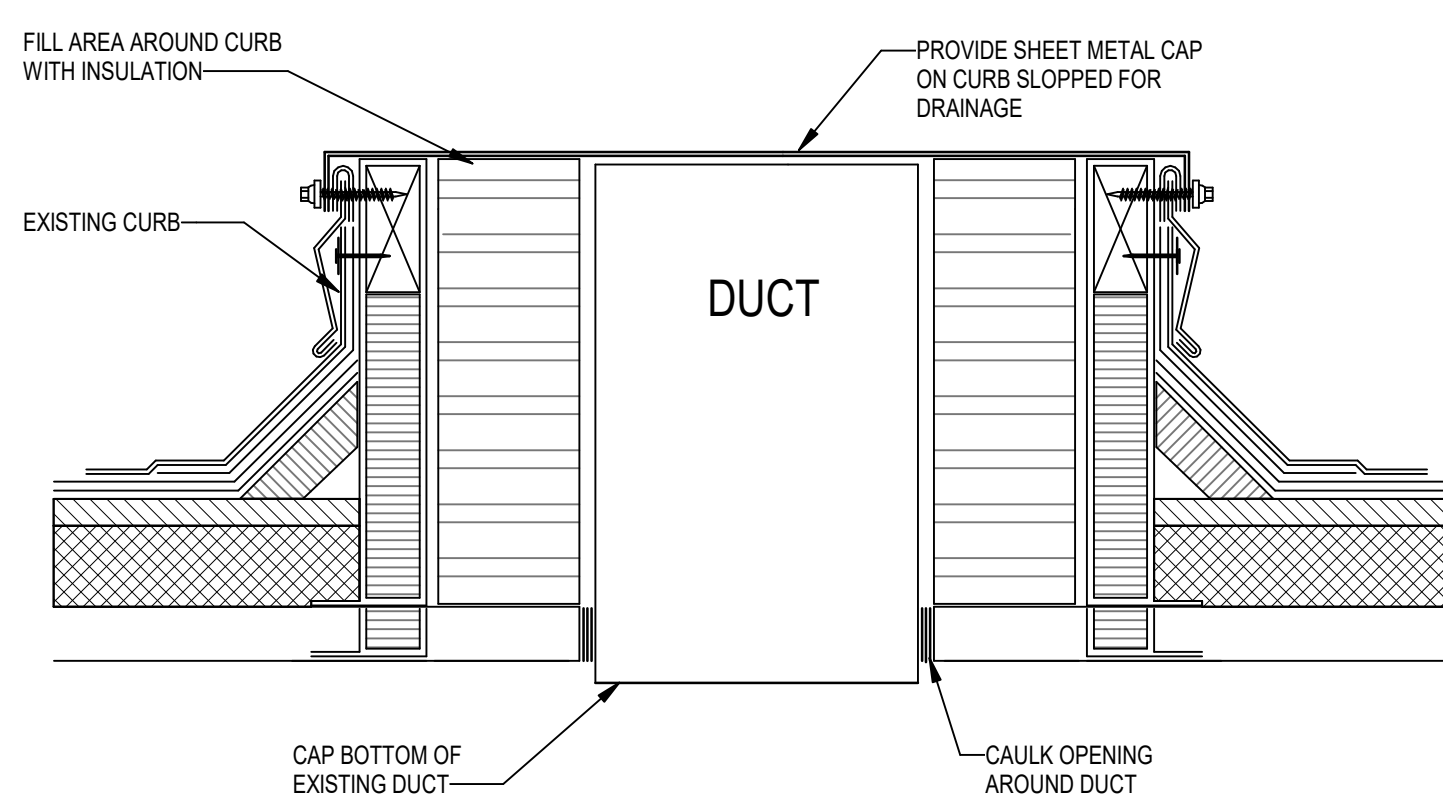 FILL AREA AROUND CURB
WITH INSULATION
PROVIDE SHEET METAL CAP
ON CURB SLOPPED FOR
DRAINAGE
EXISTING CURB
DUCT
CAP BOTTOM OF
EXISTING DUCT
CAULK OPENING
AROUND DUCT